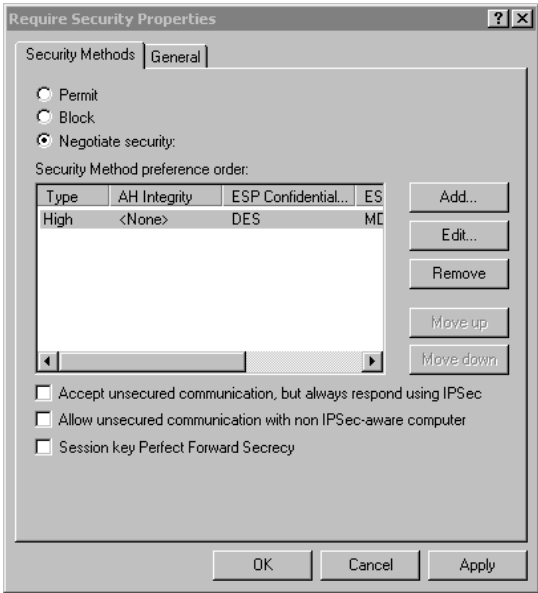 Require Security Properties
Security Methods General
Permit
Block
Negotiate security:
Security Method preference order:
Type AH Integrity ESP Confidential... ES
High <None> DES MD
Add...
Edit...
Remove
Move up
Move down
Accept unsecured communication, but always respond using IPSec
Allow unsecured communication with non IPSec-aware computer
Session key Perfect Forward Secrecy
OK Cancel Apply